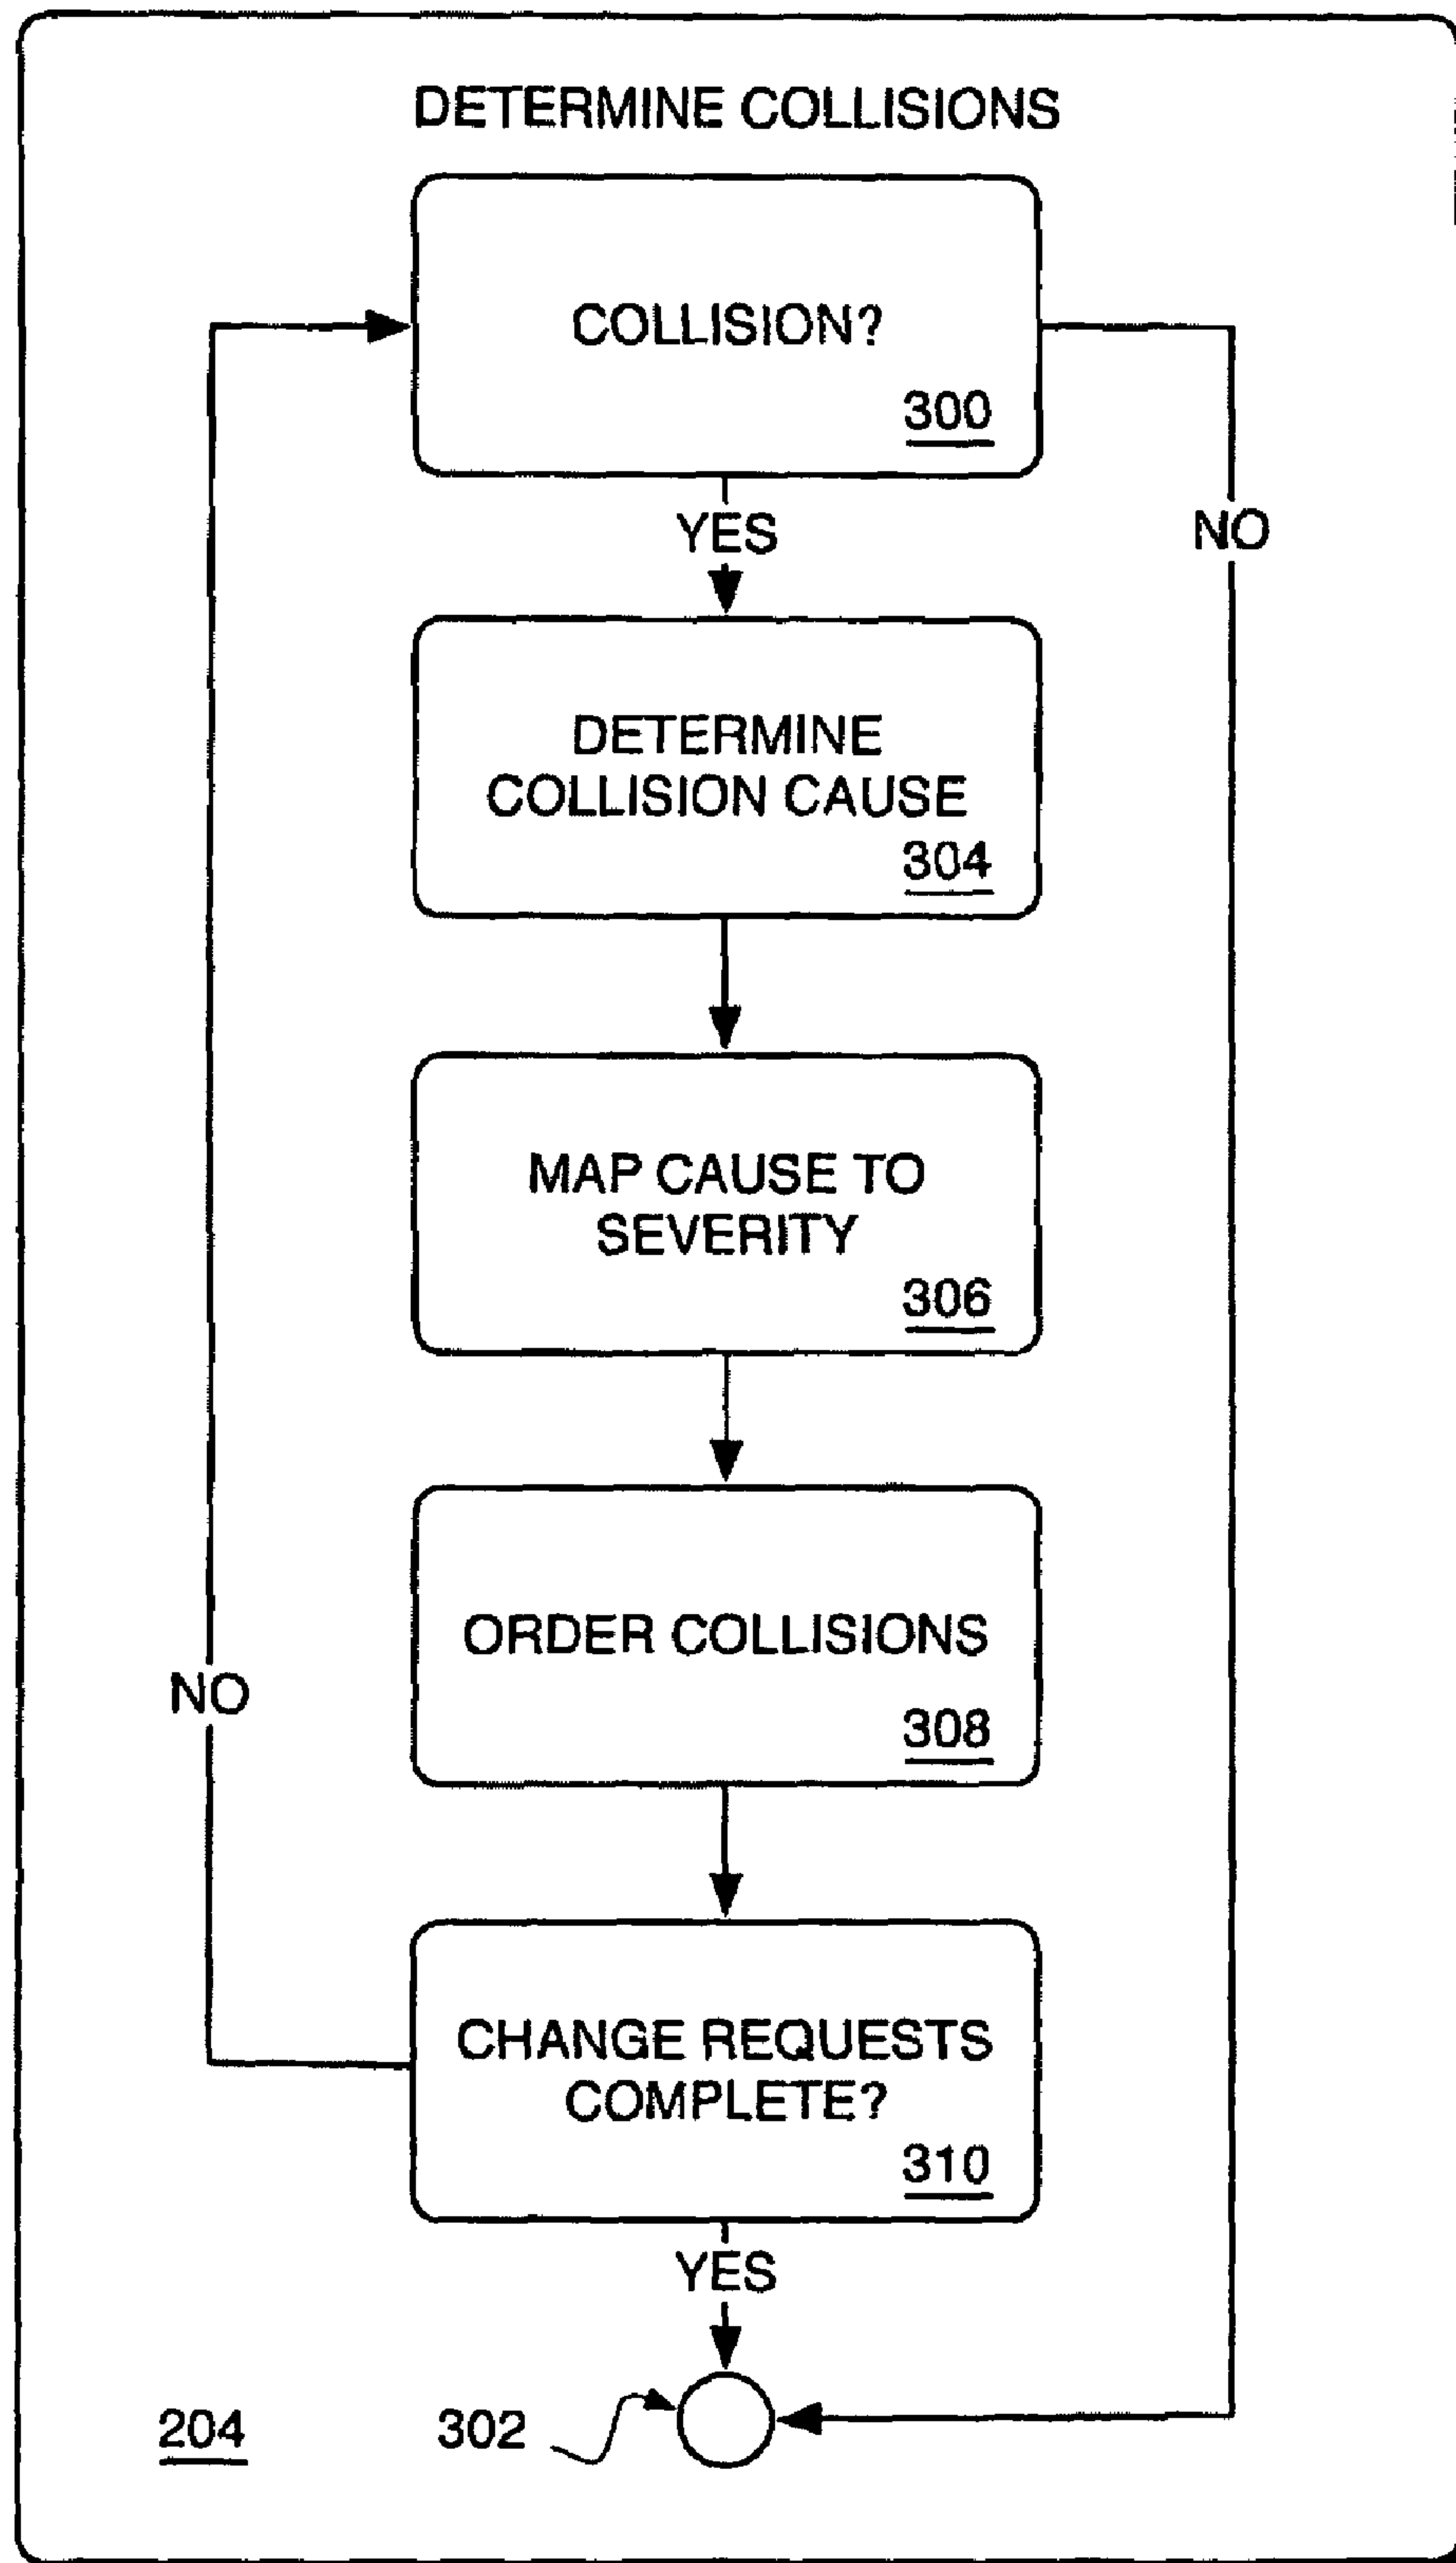 DETERMINE COLLISIONS
COLLISION?
300
YES
NO
DETERMINE
COLLISION CAUSE
304
MAP CAUSE TO
SEVERITY
306
ORDER COLLISIONS
NO
308
CHANGE REQUESTS
COMPLETE?
310
YES
204
302